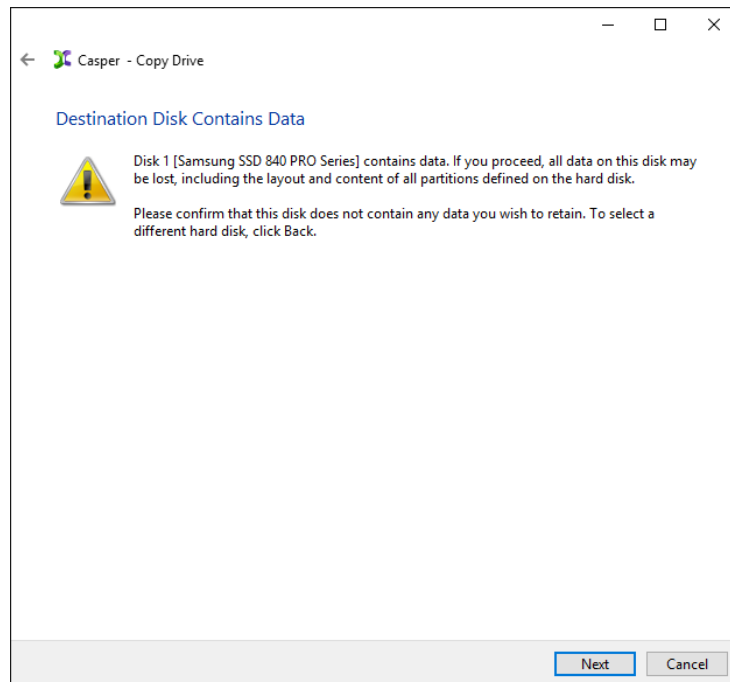 Casper - Copy Drive
Destination Disk Contains Data
Disk 1 [Samsung SSD 840 PRO Series] contains data. If you proceed, all data on this disk may
be lost, including the layout and content of all partitions defined on the hard disk.
Please confirm that this disk does not contain any data you wish to retain. To select a
different hard disk, click Back.
Next
Cancel